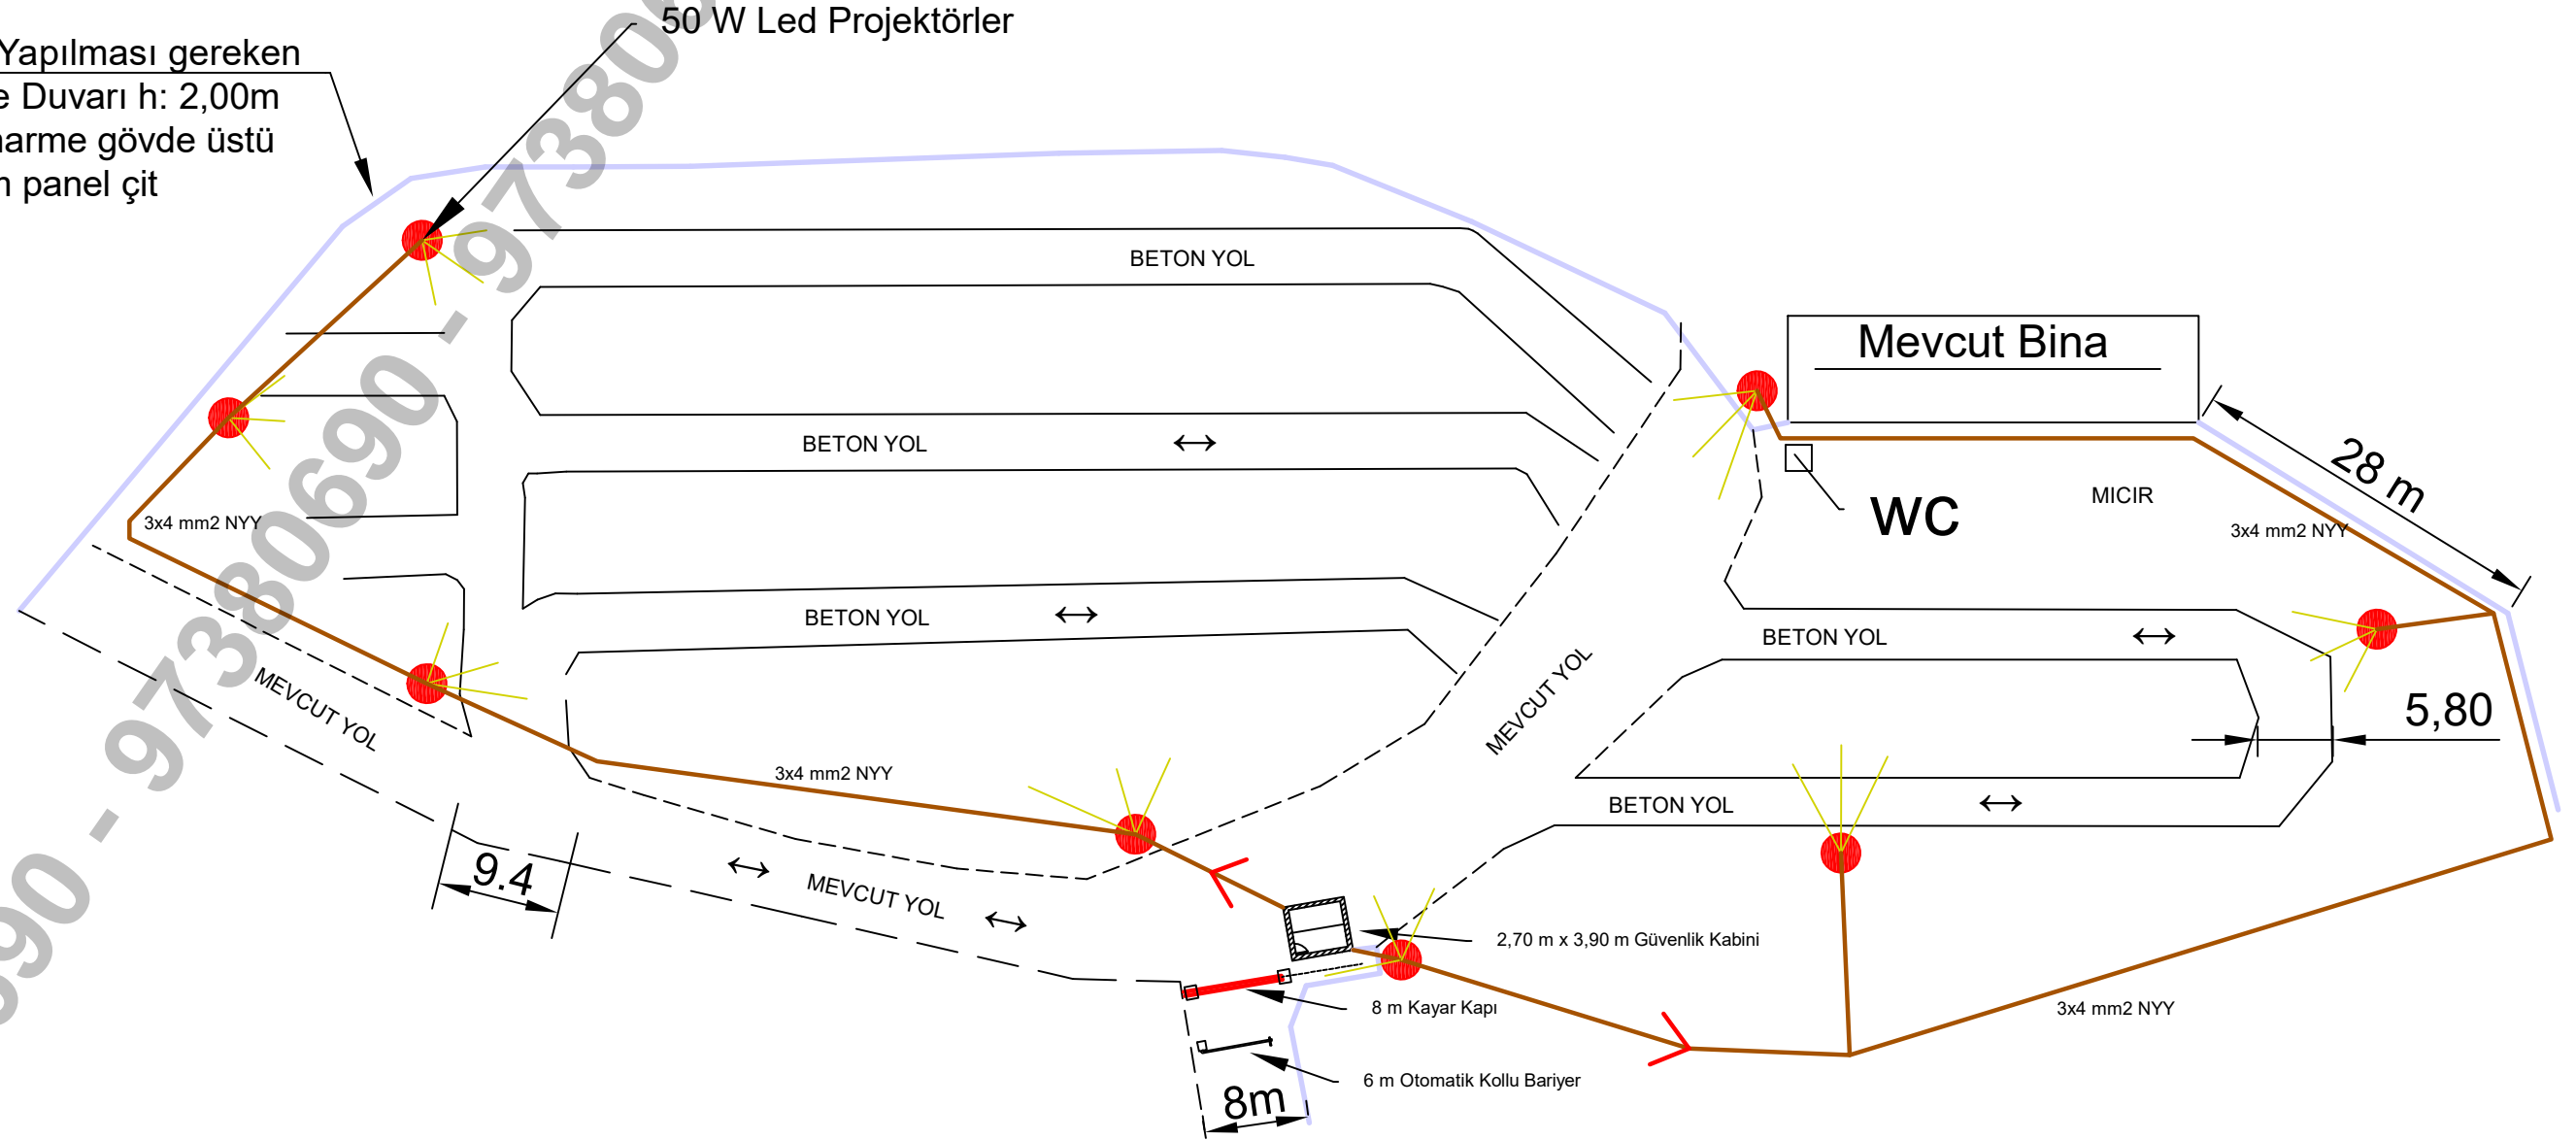 50 W Led Projektörler
Yapılması gereken
e Duvarı h: 2,00m
arme gövde üstü
panel çit
BETON YOL
Mevcut Bina
BETON YOL
28 m
WC
MICIR
3x4 mm2 NYY
3x4 mm2 NYY
BETON YOL
BETON YOL
MEVCUT YOL
MEVCUT YOL
5,80
3x4 mm2 NYY
BETON YOL
9.4
MEVCUT YOL
2,70 m x 3,90 m Güvenlik Kabini
8 m Kayar Kapı
3x4 mm2 NYY
6 m Otomatik Kollu Bariyer
8m
690 - 97380690 - 973806